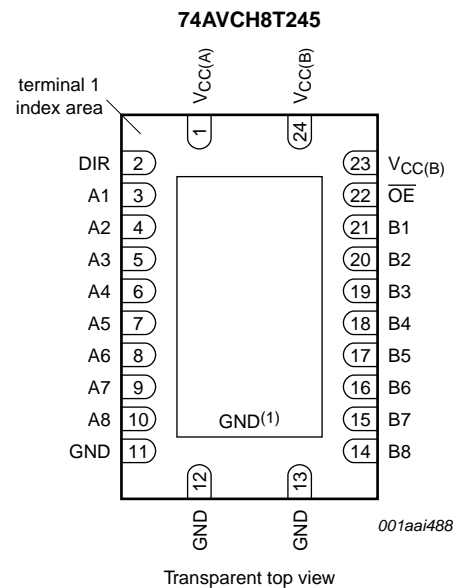 74AVCH8T245
terminal 1
index area
VCC(A)
VCC(B)
1
24
DIR 2
23 VCC(B)
A1 3
22 OE
A2 4
21 B1
A3 5
20 B2
A4 6
19 B3
A5 7
18 B4
A6 8
17 B5
A7 9
16 B6
A8 10
15 B7
GND(1)
GND 11
14 B8
12
13
GND
GND
001aai488
Transparent top view